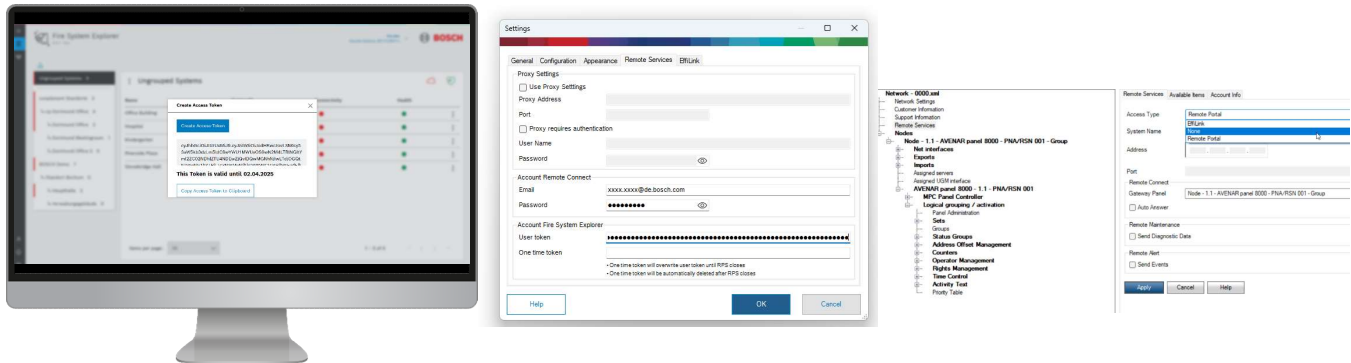 Fire System Explorer
BOSCH
Ungrouped Systems
Name
Health
Office Building
Hospital
Create Access Token
Create Access Token
This Token is valid until 02.04.2025
Copy Access Token to Clipboard
Items per page
Settings
General Configuration Appearance Remote Services EffiLink
Proxy Settings
Use Proxy Setttings
Proxy Address
Port
Proxy requires authentication
User Name
Password
Account Remote Connect
Email xxxx.xxxx@de.bosch.com
Password
Account Fire System Explorer
User token
One time token
• One time token will overwrite user token until RPS closes
• One time token will be automatically deleted after RPS closes
Help OK Cancel
Network - 0000.xml
Network Settings
Customer Information
Support Information
Remote Services
Nodes
Node - 1.1 - AVENAR panel 8000 - PNA/RSN 001 - Group
Net interfaces
Exports
Imports
Assigned servers
Assigned UGM interface
AVENAR panel 8000 - 1.1 - PNA/RSN 001
MPC Panel Controller
Logical grouping / activation
Panel Administration
Sets
Groups
Status Groups
Address Offset Management
Counters
Operator Management
Rights Management
Time Control
Activity Text
Priority Table
Remote Services Available Items Account Info
Access Type Remote Portal
EffiLink
System Name None
Remote Portal
Address
Port
Remote Connect
Gateway Panel Node - 1.1 - AVENAR panel 8000 - PNA/RSN 001 - Group
Auto Answer
Remote Maintenance
Send Diagnostic Data
Remote Alert
Send Events
Apply Cancel Help